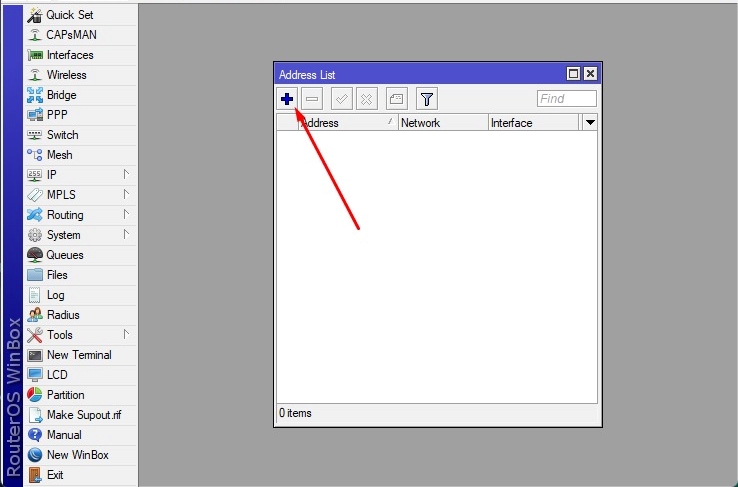 RouterOS WinBox
Quick Set
CAPsMAN
Interfaces
Wireless
Bridge
PPP
Switch
Mesh
IP
MPLS
Routing
System
Queues
Files
Log
Radius
Tools
New Terminal
LCD
Partition
Make Supout.rif
Manual
New WinBox
Exit
Address List
Find
Address Network Interface
0 items